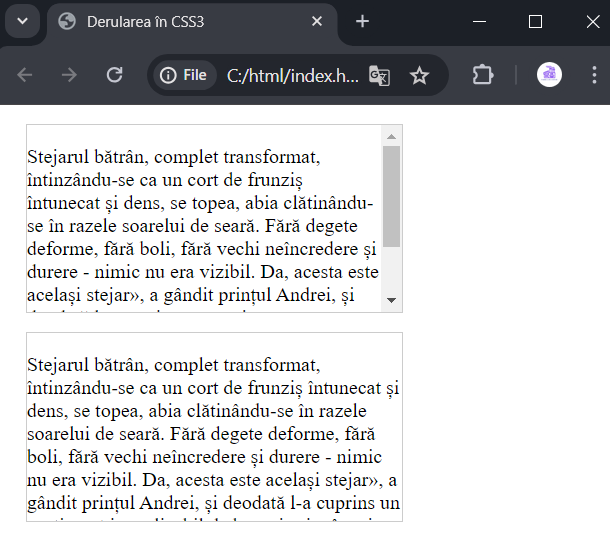 Derularea în CSS3
File
C:/html/index.h...
Stejarul bătrân, complet transformat,
întinzându-se ca un cort de frunziș
întunecat și dens, se topea, abia clătinându-
se în razele soarelui de seară. Fără degete
deforme, fără boli, fără vechi neîncredere și
durere - nimic nu era vizibil. Da, acesta este
același stejar», a gândit prințul Andrei, și
Stejarul bătrân, complet transformat,
întinzându-se ca un cort de frunziș întunecat și
dens, se topea, abia clătinându-se în razele
soarelui de seară. Fără degete deforme, fără
boli, fără vechi neîncredere și durere - nimic
nu era vizibil. Da, acesta este același stejar», a
gândit prințul Andrei, și deodată l-a cuprins un